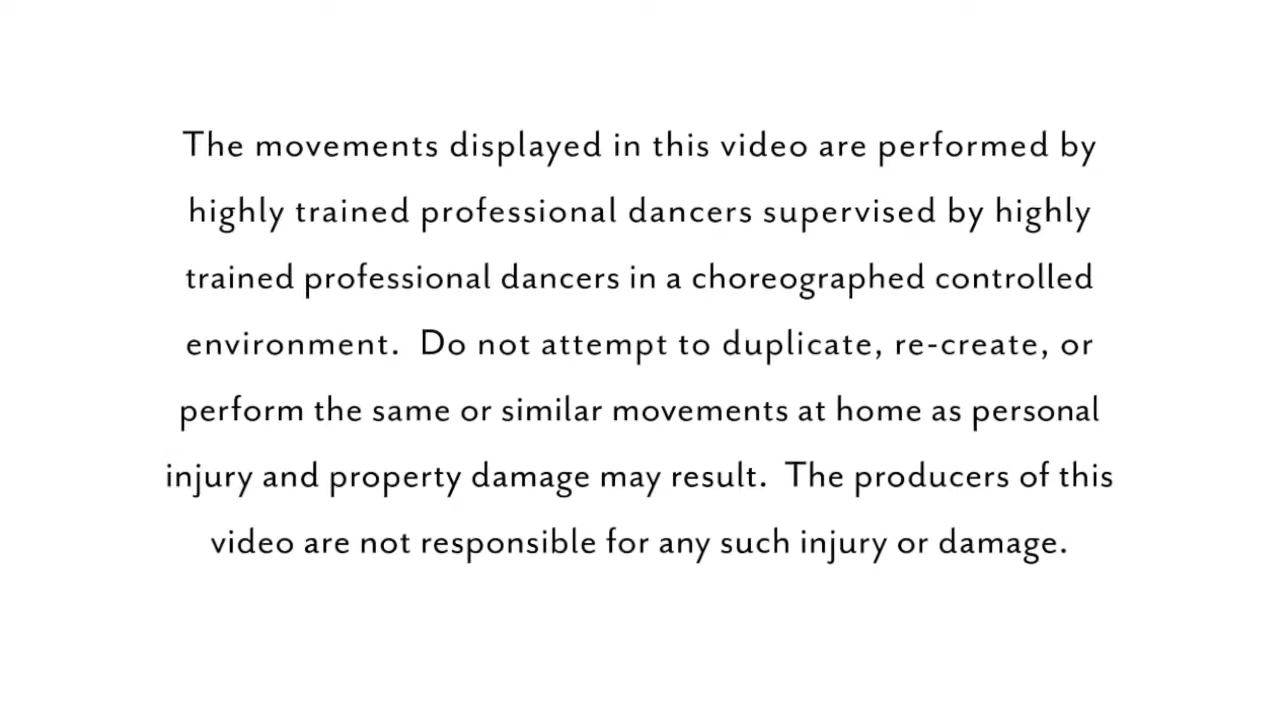 The movements displayed in this video are performed by
highly trained professional dancers supervised by highly
trained professional dancers in a choreographed controlled
environment.  Do not attempt to duplicate, re-create, or
perform the same or similar movements at home as personal
injury and property damage may result.  The producers of this
video are not responsible for any such injury or damage.